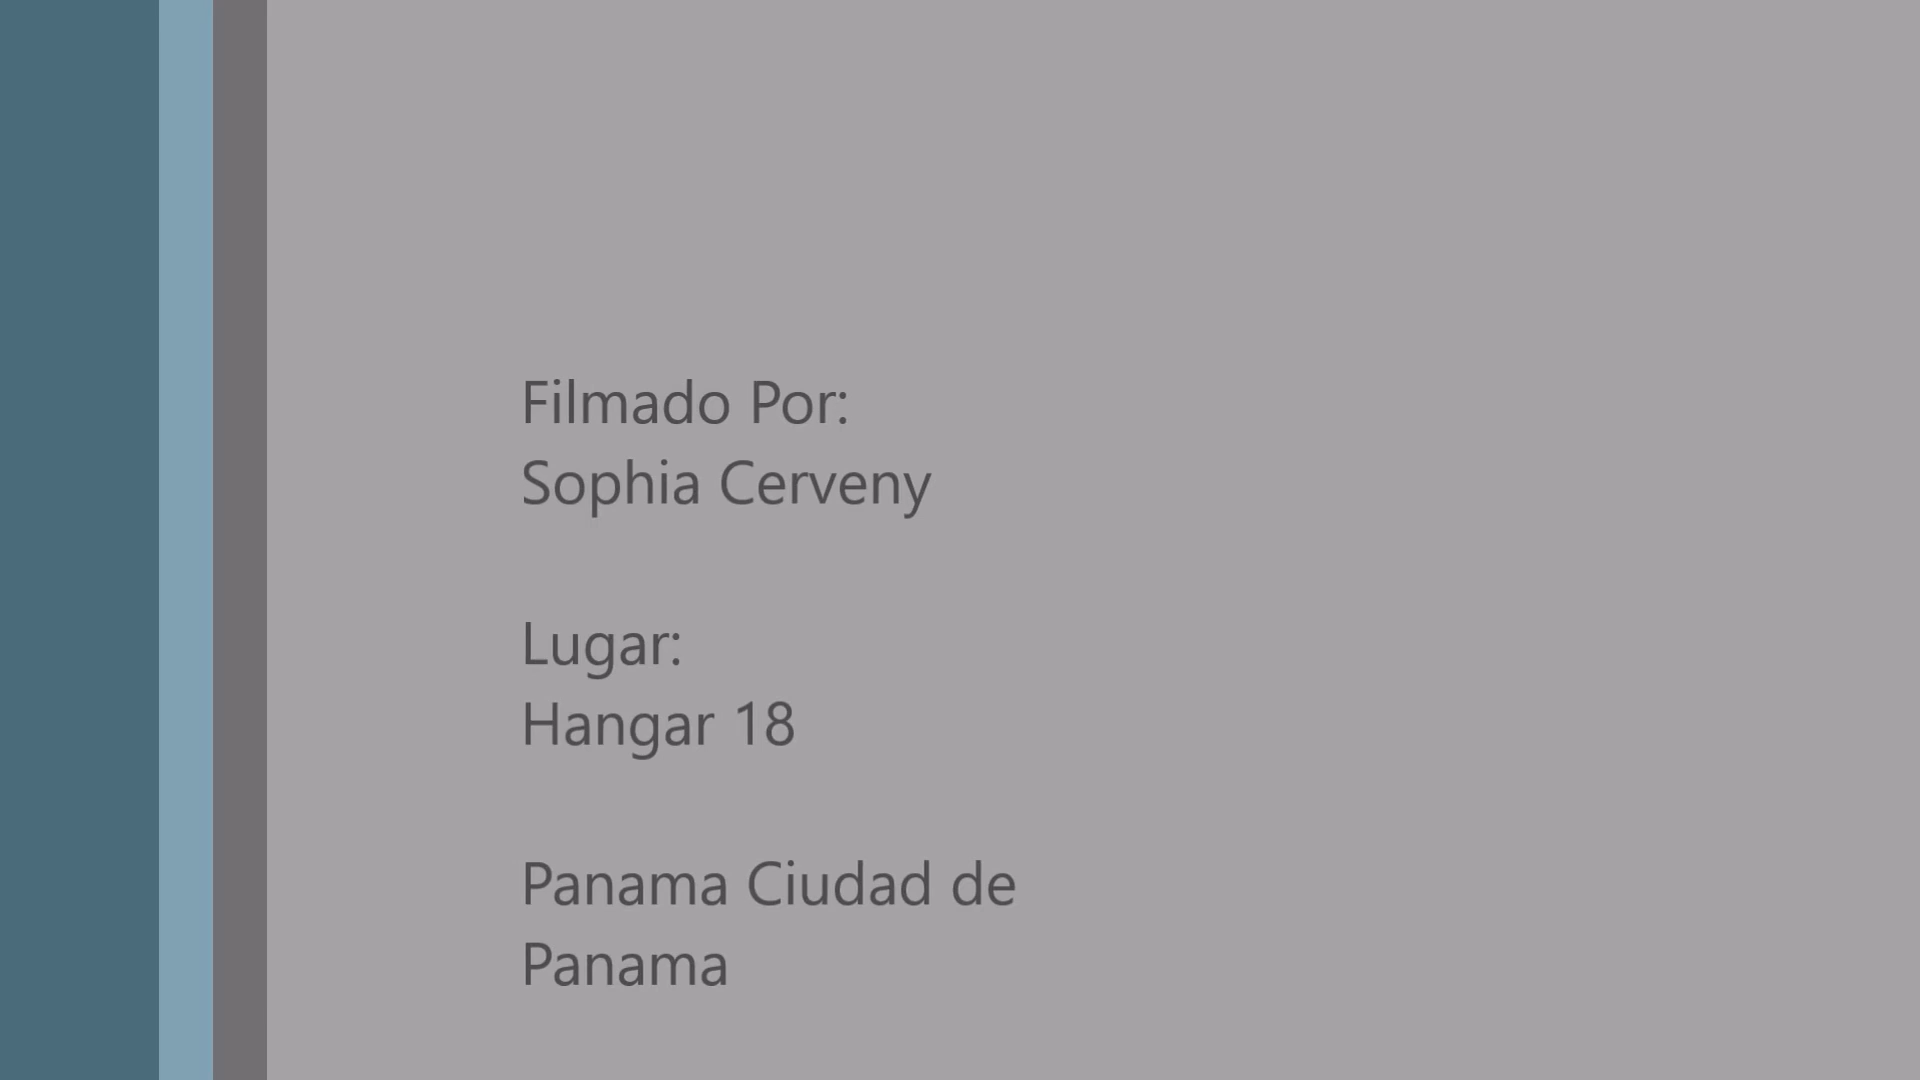 Filmado Por:
Sophia Cerveny
Lugar:
Hangar 18
Panama Ciudad de
Panama